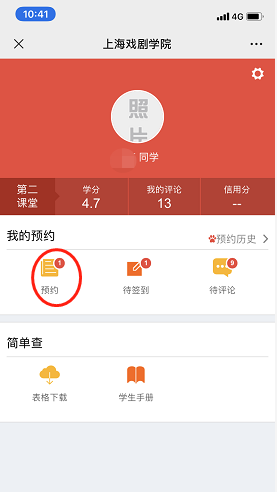 10:41
4G
上海戏剧学院
照
片
同学
第二
课堂
学分
4.7
我的评论
13
信用分
--
我的预约
预约历史
1
预约
1
待签到
9
待评论
简单查
表格下载
学生手册